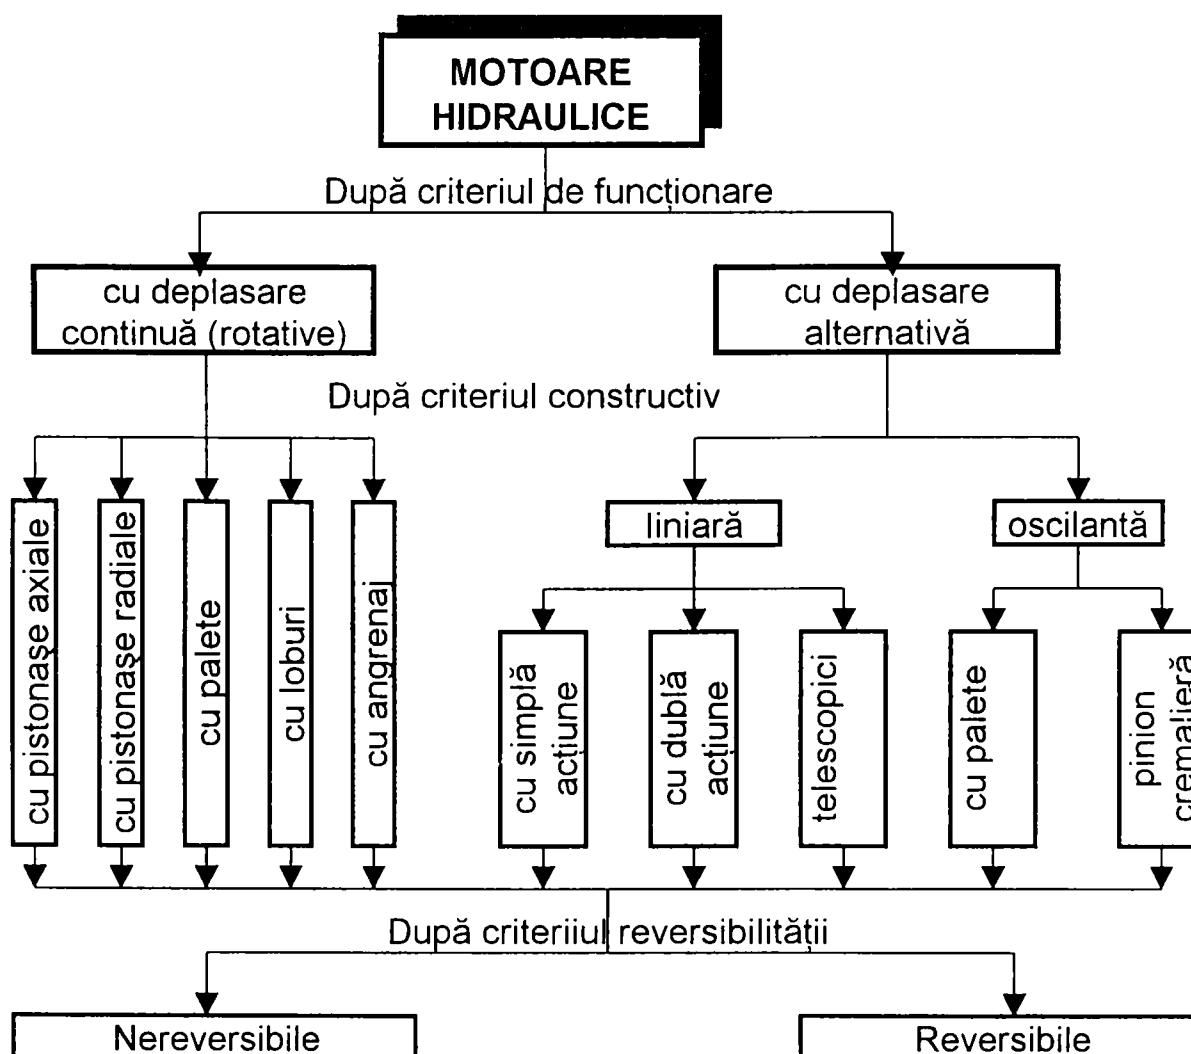 MOTOARE
HIDRAULICE
După criteriul de funcționare
cu deplasare
continuă (rotative)
cu deplasare
alternativă
După criteriul constructiv
liniară
oscilantă
cu pistonașe axiale
cu pistonașe radiale
cu palete
cu loburi
cu angrenaj
cu simplă
acțiune
cu dublă
acțiune
telescopici
cu palete
pinion
cremalieră
După criteriiul reversibilității
Nereversibile
Reversibile